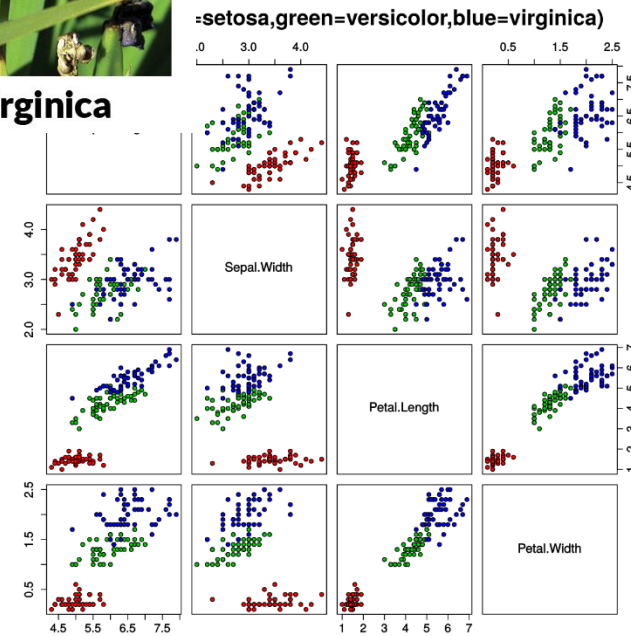 =setosa,green=versicolor,blue=virginica)
rginica
.0 3.0 4.0
0.5 1.5 2.5
4.5 5.5 6.5 7.5
2.0 3.0 4.0
Sepal.Width
Petal.Length
1 2 3 4 5 6 7
0.5 1.5 2.5
Petal.Width
4.5 5.5 6.5 7.5
1 2 3 4 5 6 7